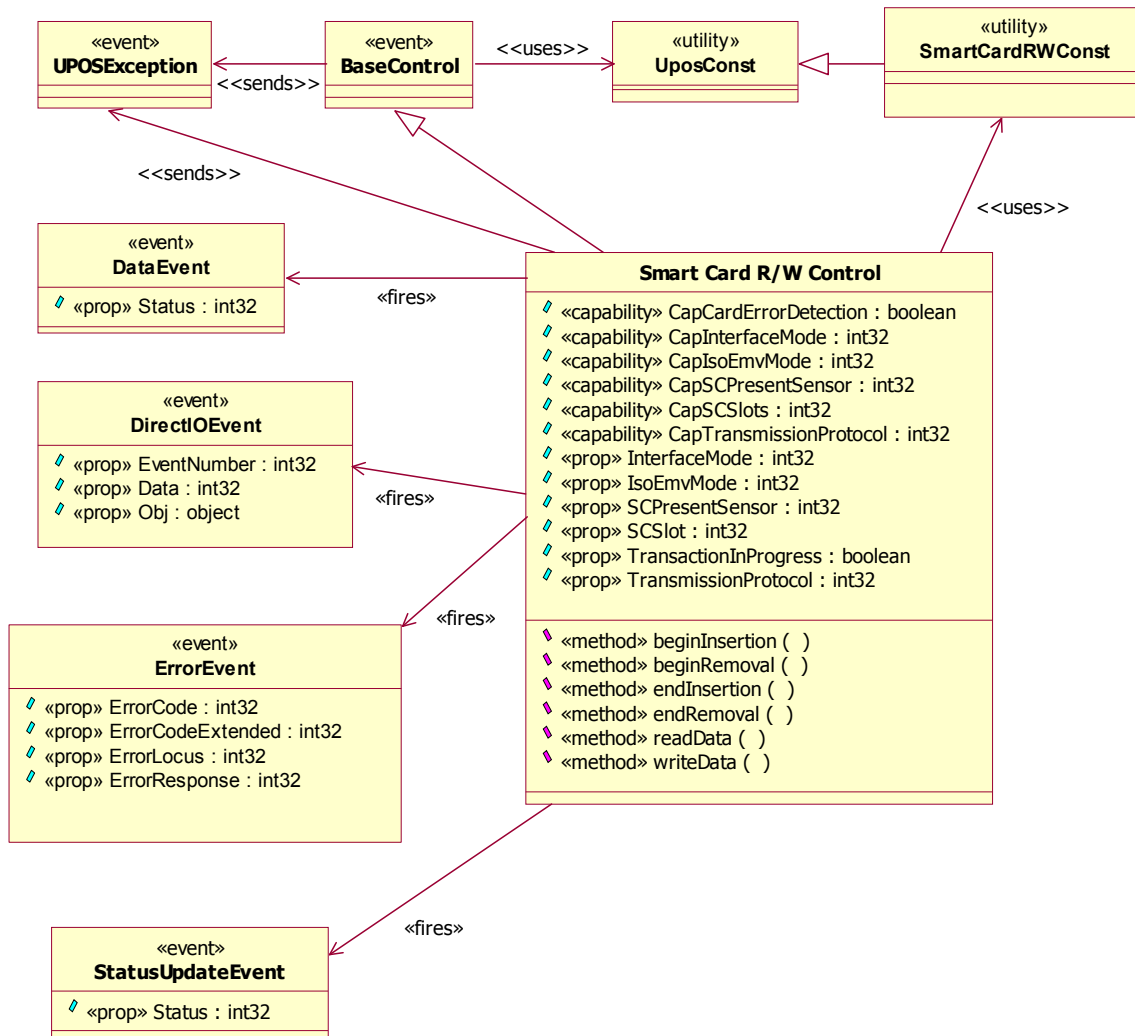 «event»
UPOSException
<<sends>>
«event»
BaseControl
<<uses>>
«utility»
UposConst
«utility»
SmartCardRWConst
<<sends>>
<<uses>>
«event»
DataEvent
«prop» Status : int32
«fires»
Smart Card R/W Control
«capability» CapCardErrorDetection : boolean
«capability» CapInterfaceMode : int32
«capability» CapIsoEmvMode : int32
«capability» CapSCPresentSensor : int32
«capability» CapSCSlots : int32
«capability» CapTransmissionProtocol : int32
«prop» InterfaceMode : int32
«prop» IsoEmvMode : int32
«prop» SCPresentSensor : int32
«prop» SCSlot : int32
«prop» TransactionInProgress : boolean
«prop» TransmissionProtocol : int32
«method» beginInsertion ( )
«method» beginRemoval ( )
«method» endInsertion ( )
«method» endRemoval ( )
«method» readData ( )
«method» writeData ( )
«event»
DirectIOEvent
«prop» EventNumber : int32
«prop» Data : int32
«prop» Obj : object
«fires»
«event»
ErrorEvent
«prop» ErrorCode : int32
«prop» ErrorCodeExtended : int32
«prop» ErrorLocus : int32
«prop» ErrorResponse : int32
«fires»
«event»
StatusUpdateEvent
«prop» Status : int32
«fires»